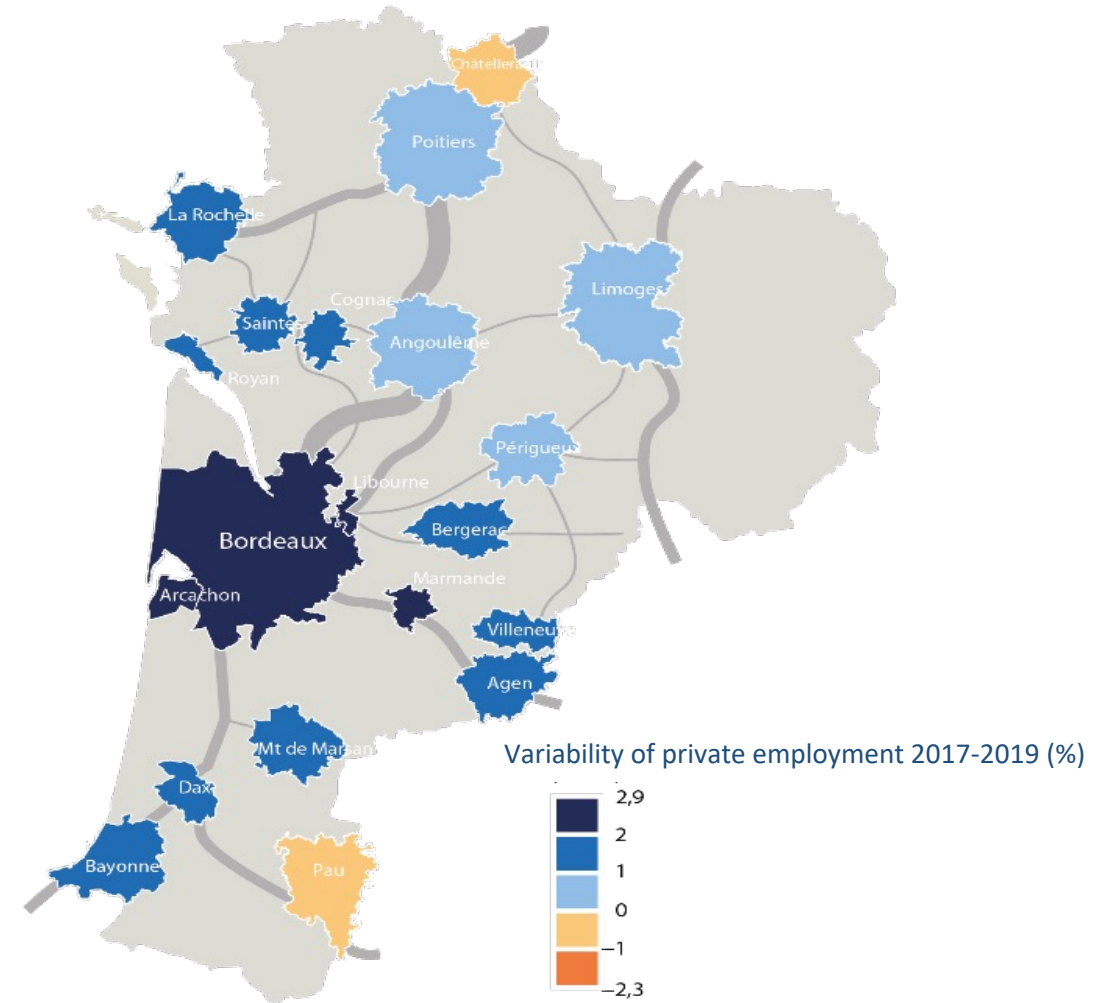 Châtellerault
Poitiers
La Rochelle
Limoges
Cognac
Saintes
Angoulême
Royan
Périgueux
Libourne
Bergerac
Bordeaux
Marmande
Arcachon
Villeneuve
Agen
Mt de Marsan
Variability of private employment 2017-2019 (%)
Dax
2,9
2
1
0
−1
−2,3
Bayonne
Pau